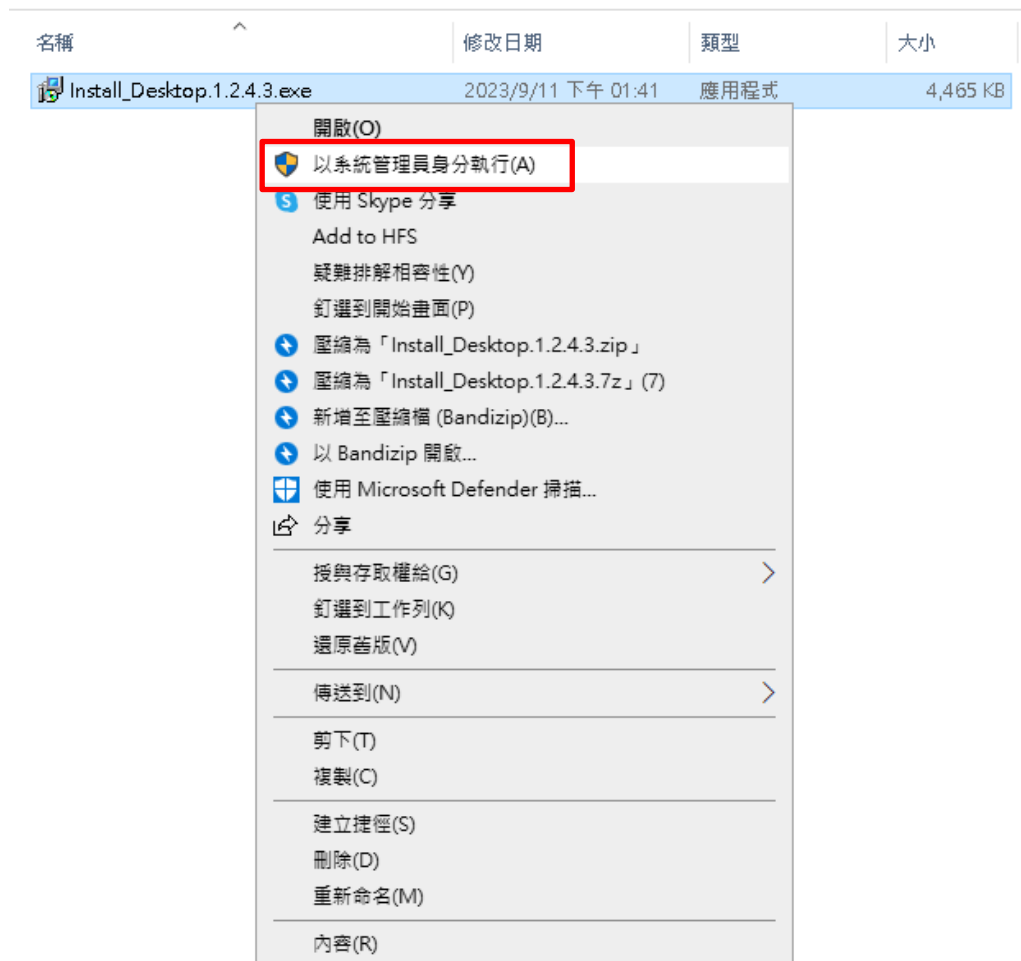 名稱 修改日期 類型 大小
Install_Desktop.1.2.4.3.exe 2023/9/11 下午 01:41 應用程式 4,465 KB
開啟(O)
以系統管理員身分執行(A)
使用 Skype 分享
Add to HFS
疑難排解相容性(Y)
釘選到開始畫面(P)
壓縮為「Install_Desktop.1.2.4.3.zip」
壓縮為「Install_Desktop.1.2.4.3.7z」(7)
新增至壓縮檔 (Bandizip)(B)...
以 Bandizip 開啟...
使用 Microsoft Defender 掃描...
分享
授與存取權給(G)
釘選到工作列(K)
還原舊版(V)
傳送到(N)
剪下(T)
複製(C)
建立捷徑(S)
刪除(D)
重新命名(M)
內容(R)